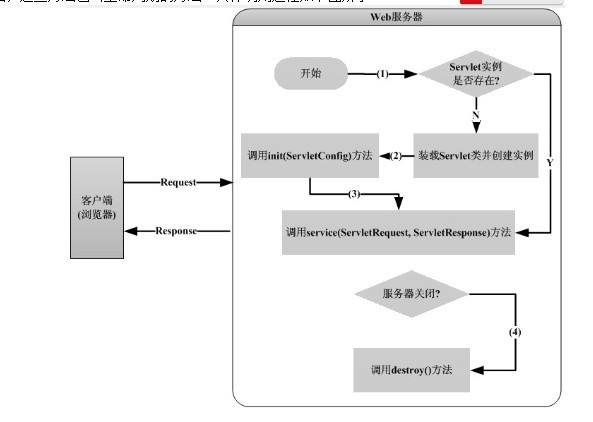 Web服务器
开始
(1)
Servlet实例
是否存在?
N
Y
调用init(ServletConfig)方法
(2)
装载Servlet类并创建实例
(3)
客户端
(浏览器)
Request
Response
调用service(ServletRequest, ServletResponse)方法
服务器关闭?
(4)
调用destroy()方法